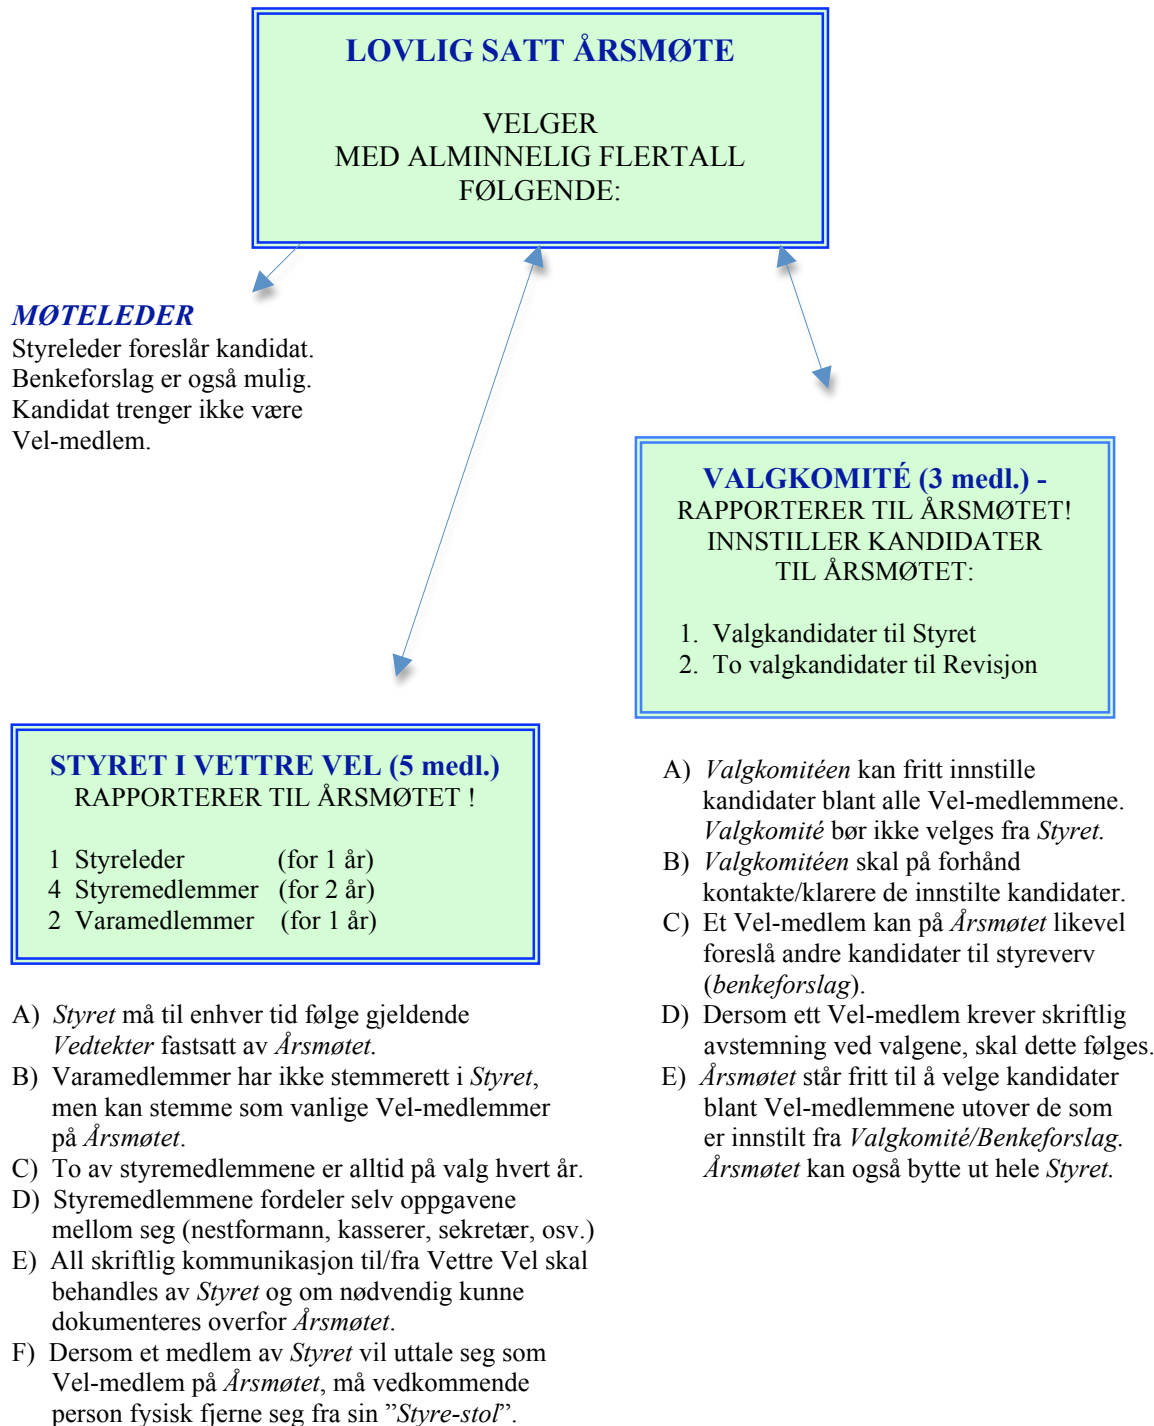 LOVLIG SATT ÅRSMØTE
VELGER
MED ALMINNELIG FLERTALL
FØLGENDE:
MØTELEDER
Styreleder foreslår kandidat.
Benkeforslag er også mulig.
Kandidat trenger ikke være
Vel-medlem.
VALGKOMITÉ (3 medl.) -
RAPPORTERER TIL ÅRSMØTET!
INNSTILLER KANDIDATER
TIL ÅRSMØTET:
1. Valgkandidater til Styret
2. To valgkandidater til Revisjon
STYRET I VETTRE VEL (5 medl.)
RAPPORTERER TIL ÅRSMØTET !
1 Styreleder (for 1 år)
4 Styremedlemmer (for 2 år)
2 Varamedlemmer (for 1 år)
A) Styret må til enhver tid følge gjeldende
Vedtekter fastsatt av Årsmøtet.
B) Varamedlemmer har ikke stemmerett i Styret,
men kan stemme som vanlige Vel-medlemmer
på Årsmøtet.
C) To av styremedlemmene er alltid på valg hvert år.
D) Styremedlemmene fordeler selv oppgavene
mellom seg (nestformann, kasserer, sekretær, osv.)
E) All skriftlig kommunikasjon til/fra Vettre Vel skal
behandles av Styret og om nødvendig kunne
dokumenteres overfor Årsmøtet.
F) Dersom et medlem av Styret vil uttale seg som
Vel-medlem på Årsmøtet, må vedkommende
person fysisk fjerne seg fra sin ”Styre-stol”.
A) Valgkomitéen kan fritt innstille
kandidater blant alle Vel-medlemmene.
Valgkomité bør ikke velges fra Styret.
B) Valgkomitéen skal på forhånd
kontakte/klarere de innstilte kandidater.
C) Et Vel-medlem kan på Årsmøtet likevel
foreslå andre kandidater til styreverv
(benkeforslag).
D) Dersom ett Vel-medlem krever skriftlig
avstemning ved valgene, skal dette følges.
E) Årsmøtet står fritt til å velge kandidater
blant Vel-medlemmene utover de som
er innstilt fra Valgkomité/Benkeforslag.
Årsmøtet kan også bytte ut hele Styret.